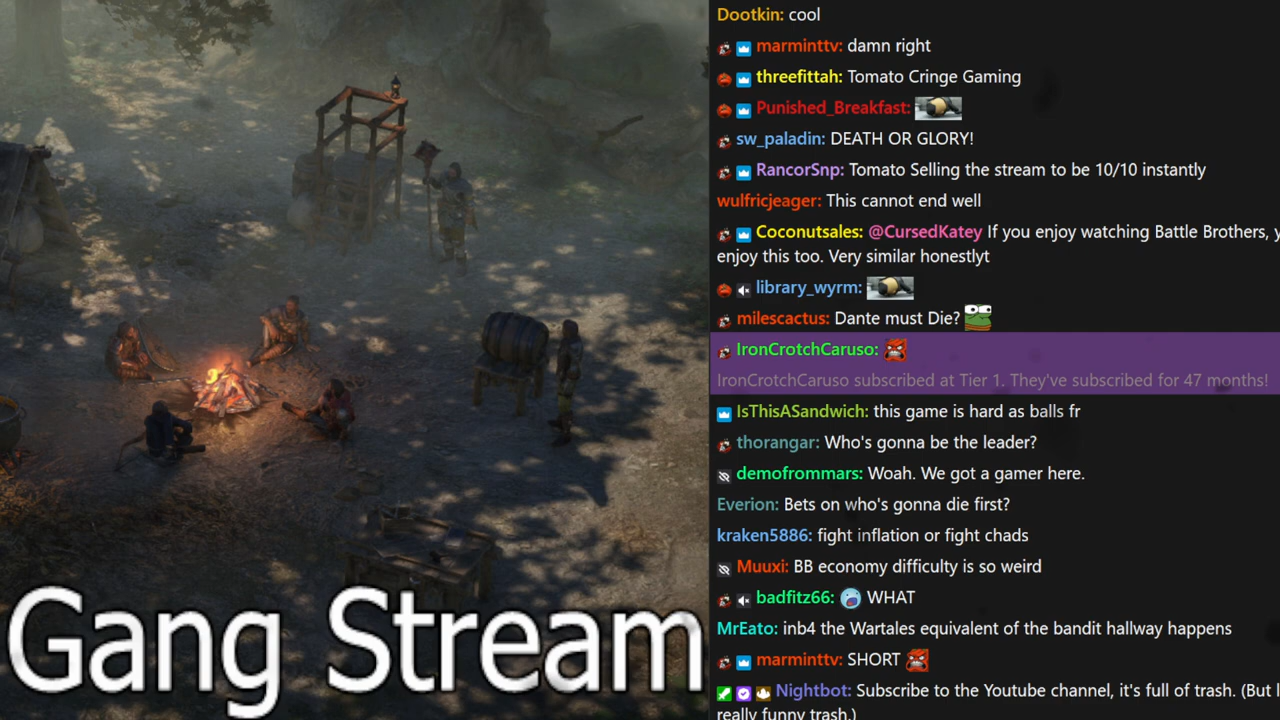 Dootkin: cool
marminttv: damn right
threefittah: Tomato Cringe Gaming
Punished_Breakfast:
sw_paladin: DEATH OR GLORY!
RancorSnp: Tomato Selling the stream to be 10/10 instantly
wulfricjeager: This cannot end well
Coconutsales: @CursedKatey If you enjoy watching Battle Brothers, y
enjoy this too. Very similar honestlyt
library_wyrm:
milescactus: Dante must Die?
IronCrotchCaruso:
IronCrotchCaruso subscribed at Tier 1. They've subscribed for 47 months!
IsThisASandwich: this game is hard as balls fr
thorangar: Who's gonna be the leader?
demofrommars: Woah. We got a gamer here.
Everion: Bets on who's gonna die first?
kraken5886: fight inflation or fight chads
Muuxi: BB economy difficulty is so weird
badfitz66: WHAT
MrEato: inb4 the Wartales equivalent of the bandit hallway happens
marminttv: SHORT
Nightbot: Subscribe to the Youtube channel, it's full of trash. (But I
really funny trash.)
Gang Stream